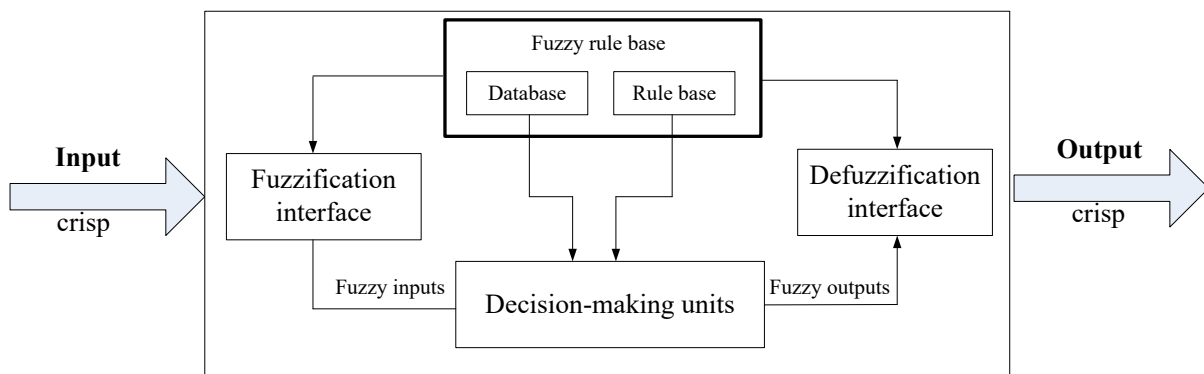 Fuzzy rule base
Database
Rule base
Input
crisp
Fuzzification
interface
Defuzzification
interface
Output
crisp
Fuzzy inputs
Decision-making units
Fuzzy outputs